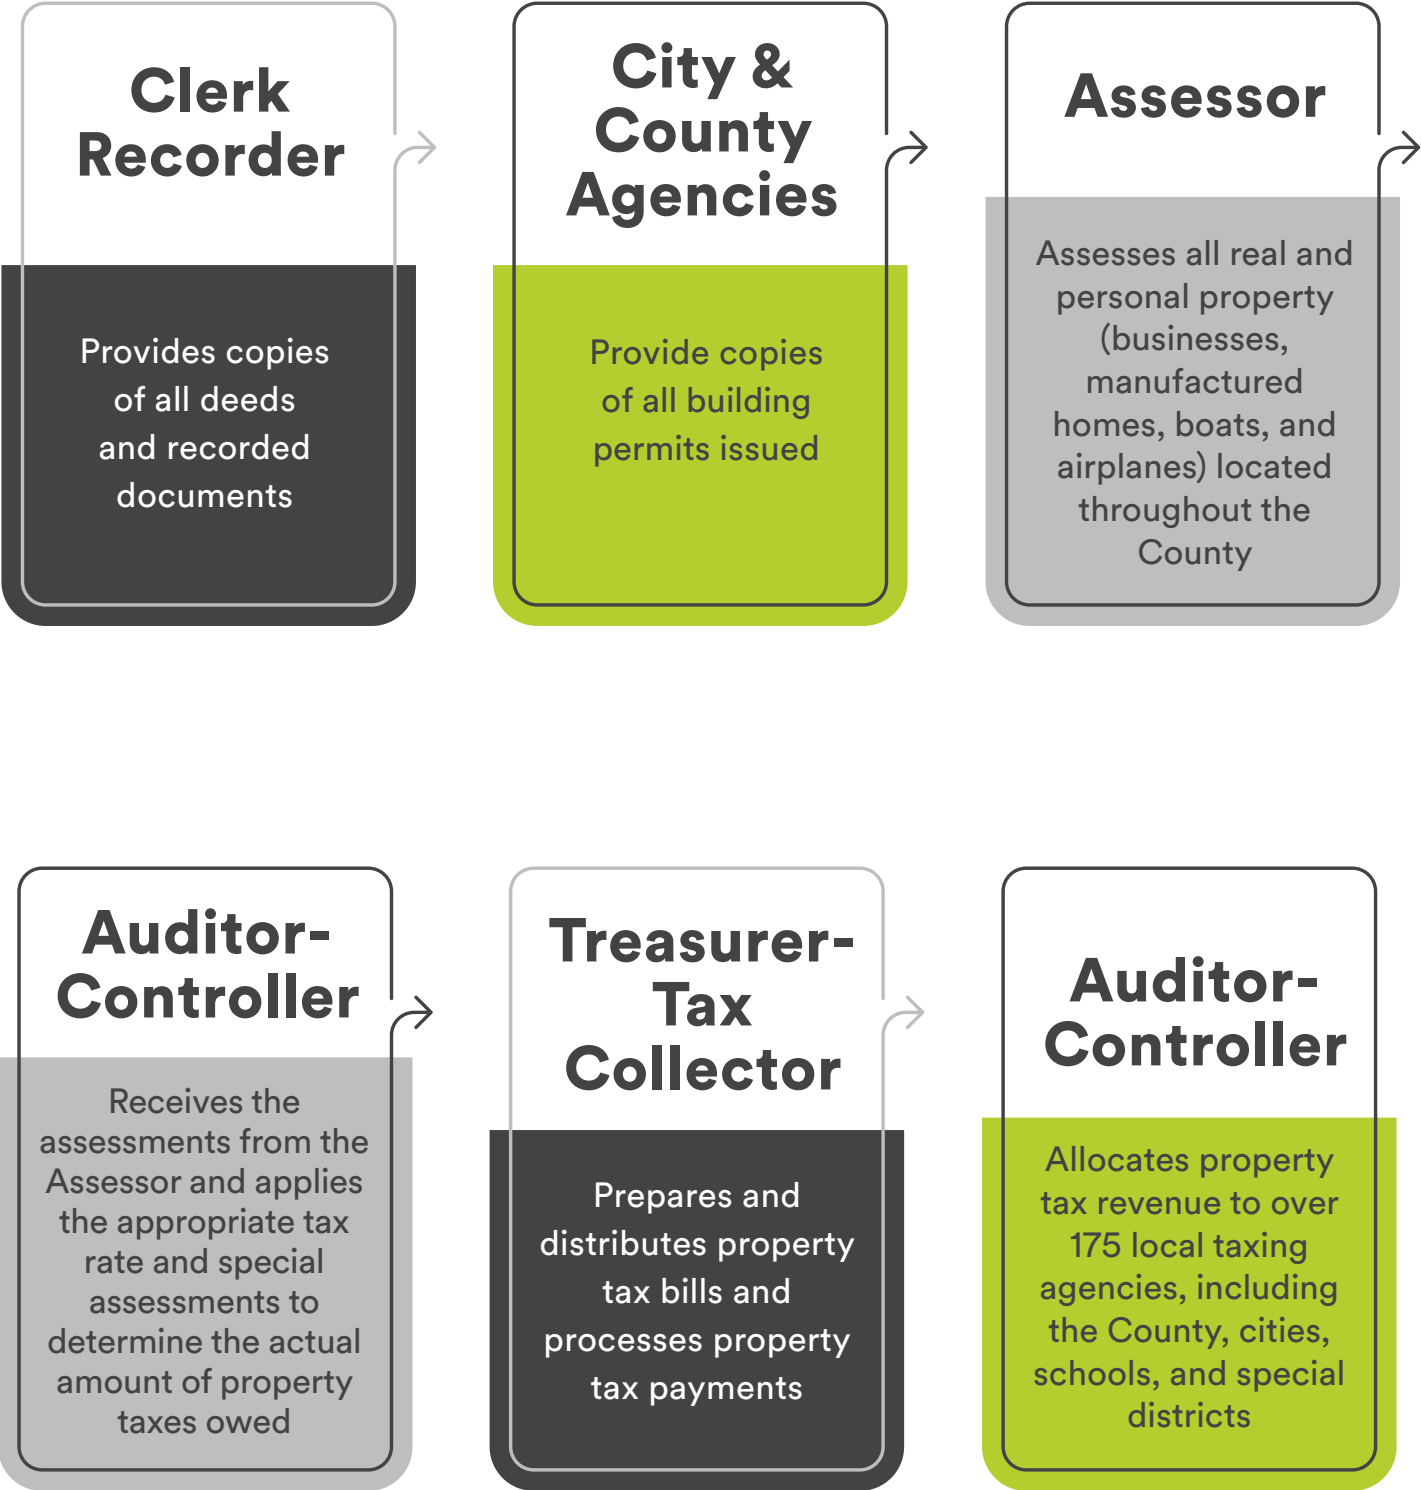 Clerk
Recorder
Provides copies
of all deeds
and recorded
documents
City &
County
Agencies
Provide copies
of all building
permits issued
Assessor
Assesses all real and
personal property
(businesses,
manufactured
homes, boats, and
airplanes) located
throughout the
County
Auditor-
Controller
Receives the
assessments from the
Assessor and applies
the appropriate tax
rate and special
assessments to
determine the actual
amount of property
taxes owed
Treasurer-
Tax
Collector
Prepares and
distributes property
tax bills and
processes property
tax payments
Auditor-
Controller
Allocates property
tax revenue to over
175 local taxing
agencies, including
the County, cities,
schools, and special
districts